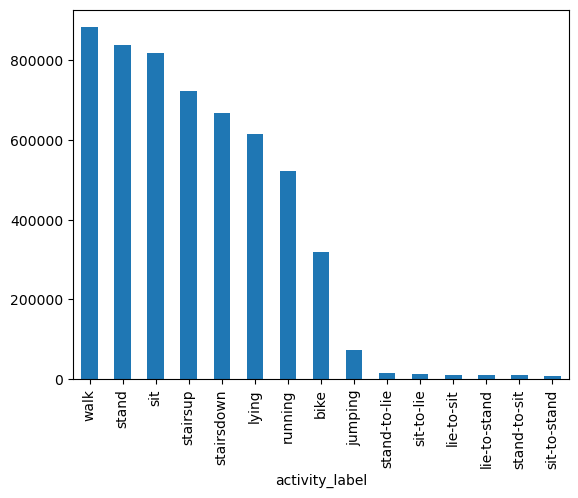 800000
600000
400000
200000
0
walk
stand
sit
stairsup
stairsdown
lying
running
bike
jumping
stand-to-lie
sit-to-lie
lie-to-sit
lie-to-stand
stand-to-sit
sit-to-stand
activity_label